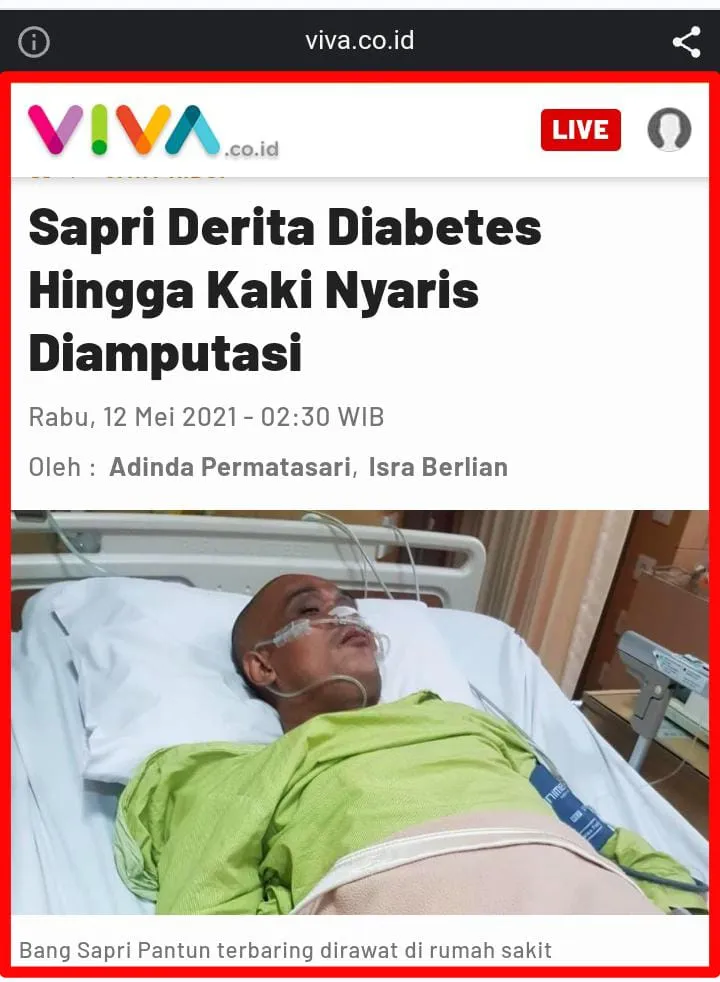 viva.co.id
VIVA.co.id
LIVE
Sapri Derita Diabetes
Hingga Kaki Nyaris
Diamputasi
Rabu, 12 Mei 2021 - 02:30 WIB
Oleh : Adinda Permatasari, Isra Berlian
Bang Sapri Pantun terbaring dirawat di rumah sakit